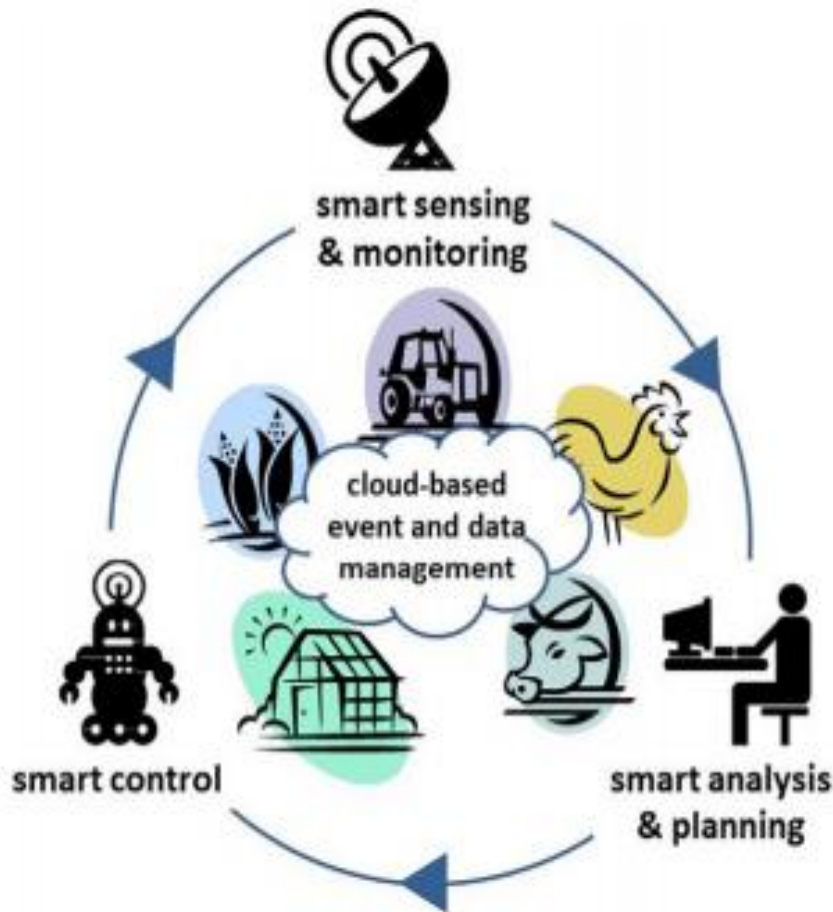 smart sensing
& monitoring
cloud-based
event and data
management
smart control
smart analysis
& planning